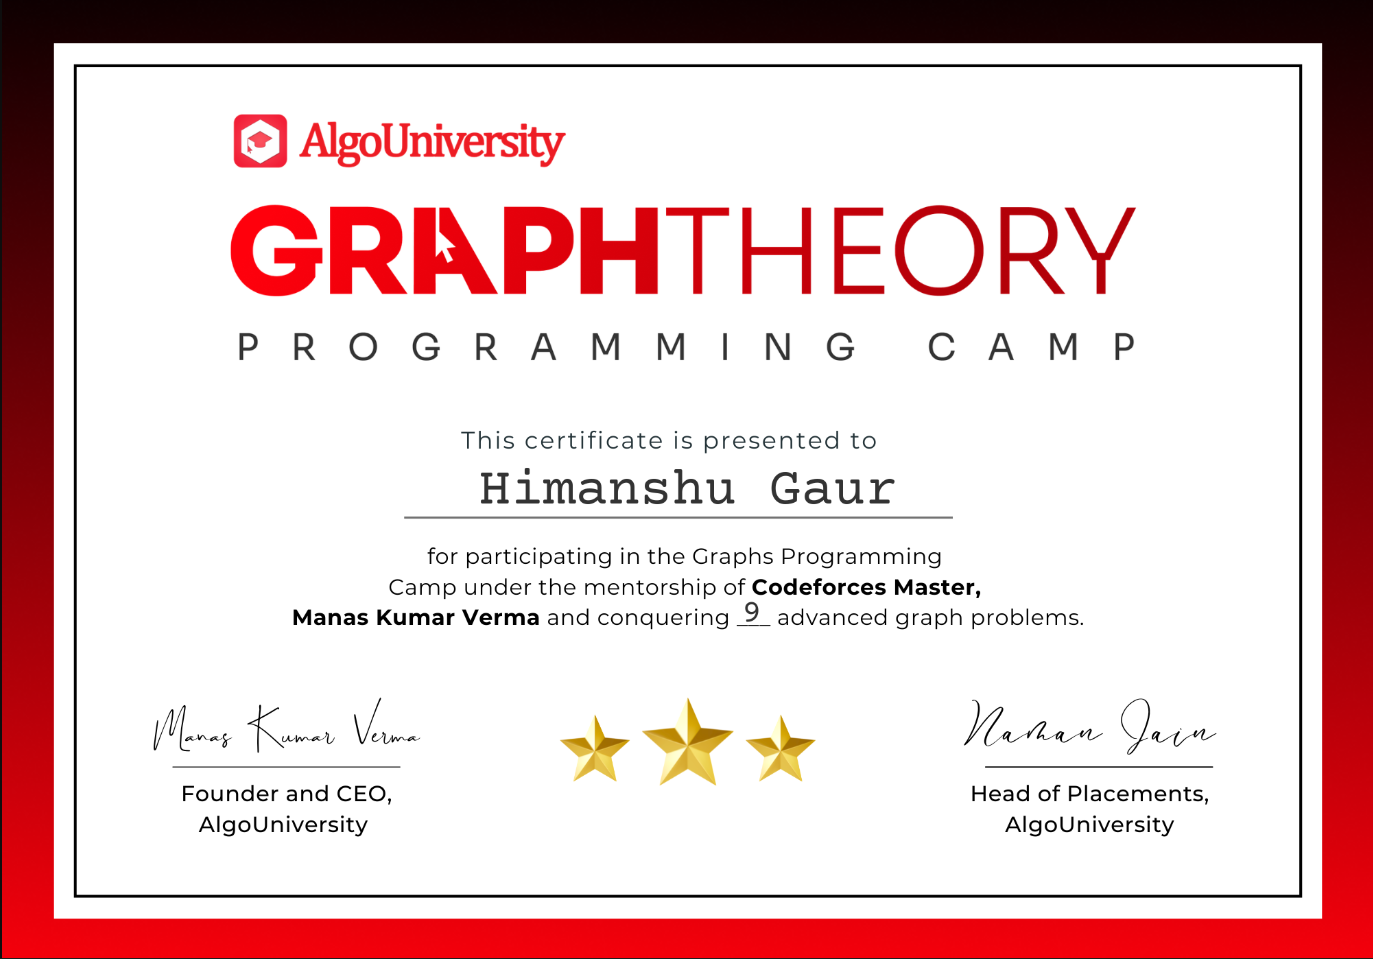 AlgoUniversity
GRAPHTHEORY
PROGRAMMING CAMP
This certificate is presented to
Himanshu Gaur
for participating in the Graphs Programming
Camp under the mentorship of Codeforces Master,
Manas Kumar Verma and conquering 9 advanced graph problems.
Manas Kumar Verma
Founder and CEO,
AlgoUniversity
Naman Jain
Head of Placements,
AlgoUniversity